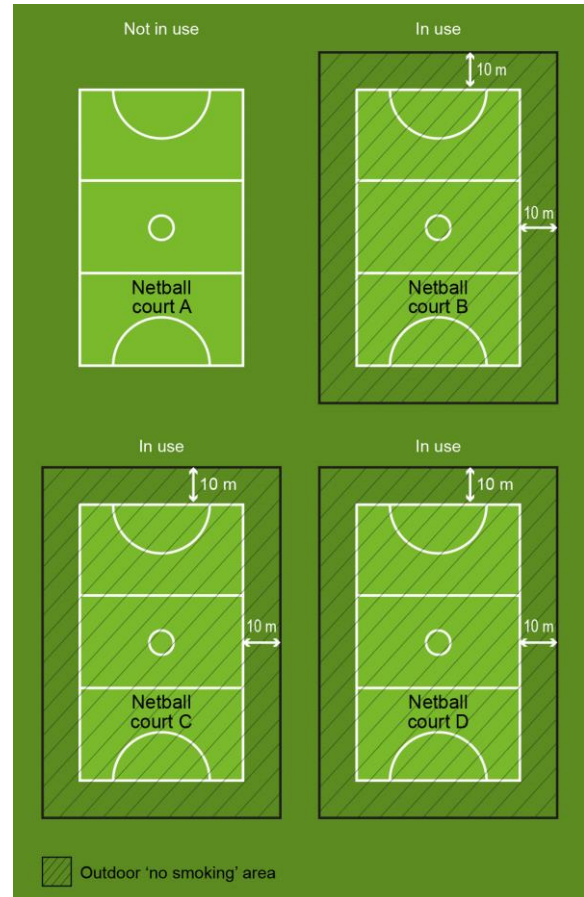 Not in use
In use
10 m
10 m
Netball
court A
Netball
court B
In use
In use
10 m
10 m
10 m
10 m
Netball
court C
Netball
court D
Outdoor ‘no smoking’ area